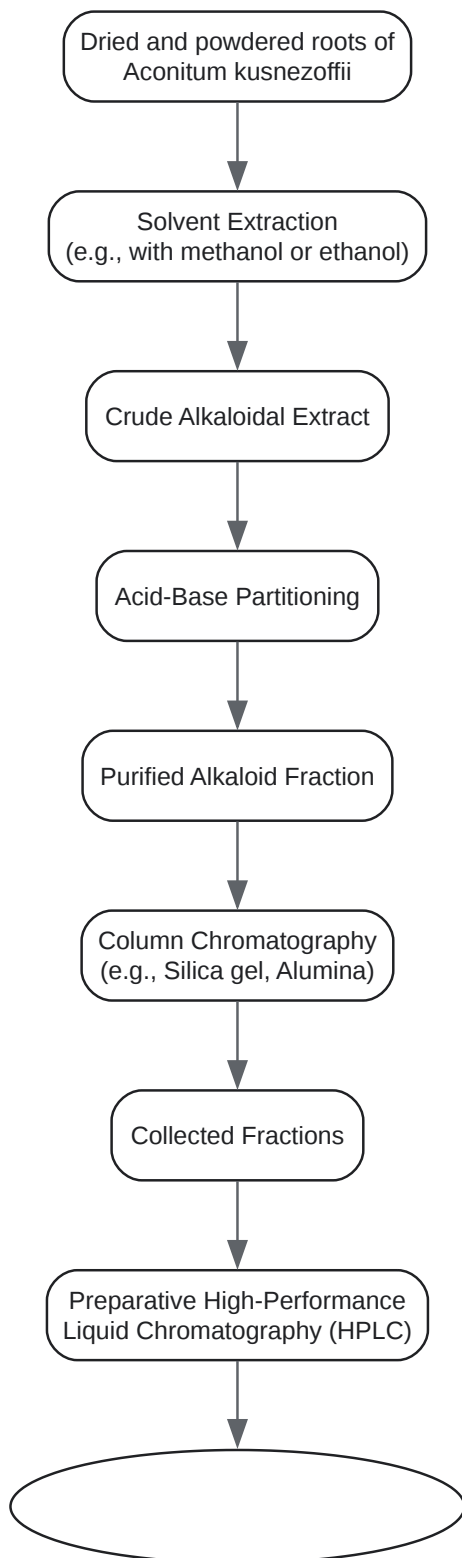 Dried and powdered roots of
Aconitum kusnezoffii
Solvent Extraction
(e.g., with methanol or ethanol)
Crude Alkaloidal Extract
Acid-Base Partitioning
Purified Alkaloid Fraction
Column Chromatography
(e.g., Silica gel, Alumina)
Collected Fractions
Preparative High-Performance
Liquid Chromatography (HPLC)